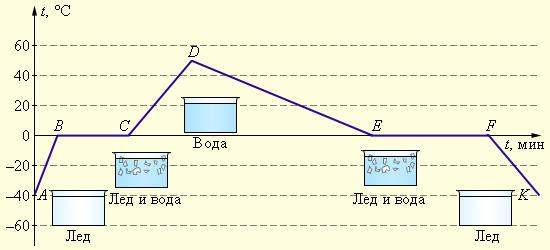 t, °C
60
40
20
0
−20
−40
−60
A
B
C
D
E
F
K
t, мин
Вода
Лед и вода
Лед и вода
Лед
Лед